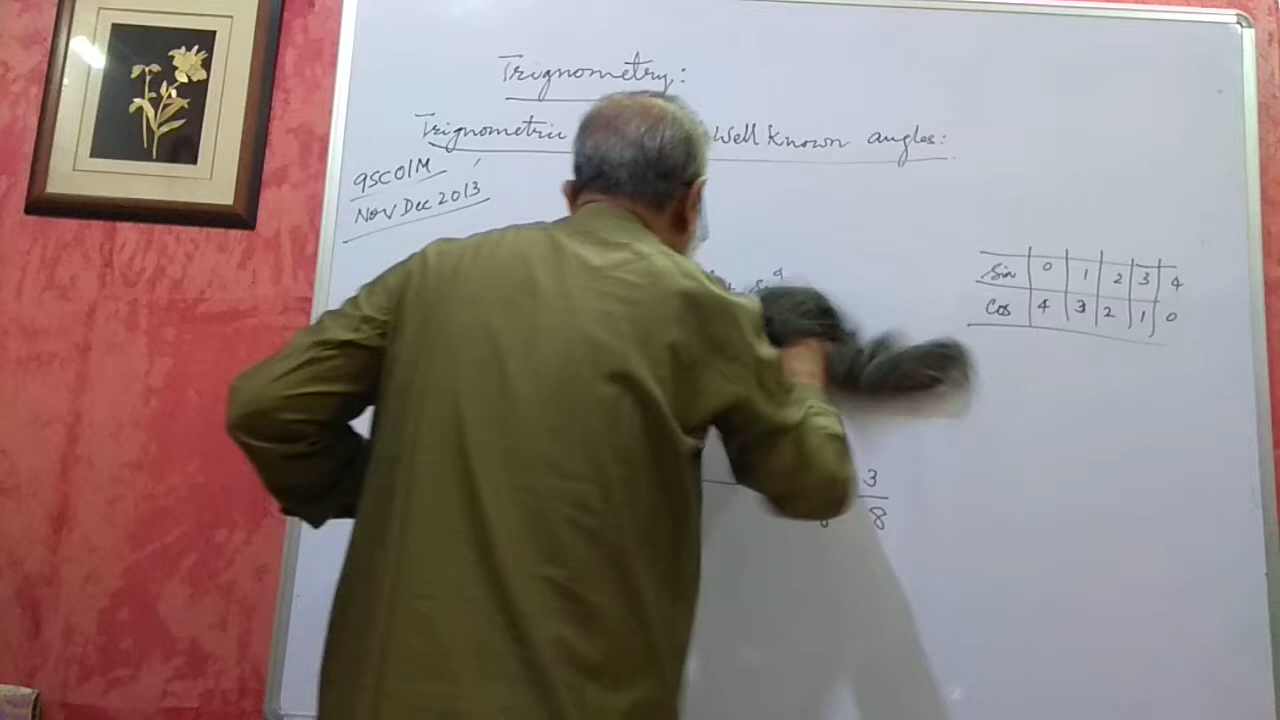 Trignometry:
Trignometric Well Known angles:
9SC01M
Nov Dec 2013
Sin 0 1 2 3 4
Cos 4 3 2 1 0
3
8